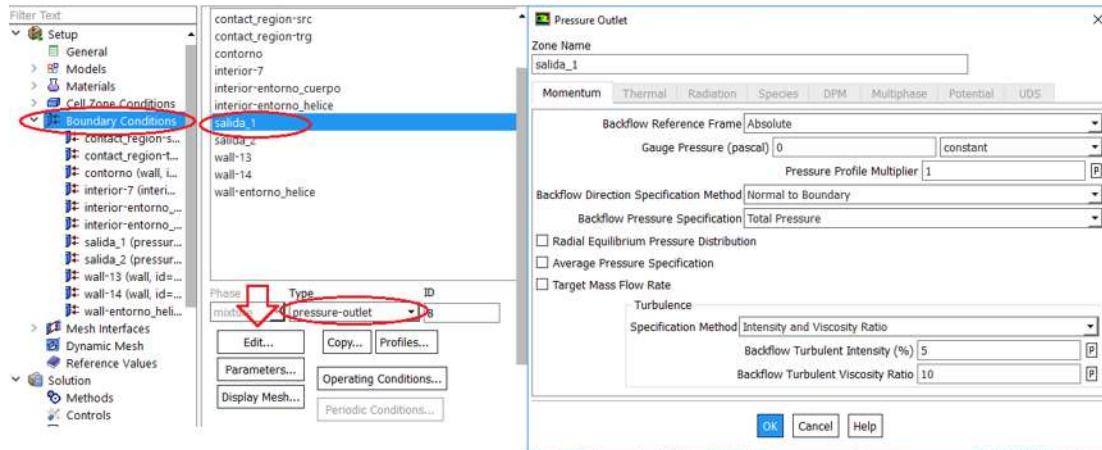 Filter Text
Setup
General
Models
Materials
Cell Zone Conditions
Boundary Conditions
contact_region-s...
contact_region-t...
contorno (wall, i...
interior-7 (interi...
interior-entorno_...
interior-entorno_...
salida_1 (pressur...
salida_2 (pressur...
wall-13 (wall, id=...
wall-14 (wall, id=...
wall-entorno_heli...
Mesh Interfaces
Dynamic Mesh
Reference Values
Solution
Methods
Controls
contact_region-src
contact_region-trg
contorno
interior-7
interior-entorno_cuerpo
interior-entorno_helice
salida_1
salida_2
wall-13
wall-14
wall-entorno_helice
Phase Type ID
mixture pressure-outlet 8
Edit... Copy... Profiles...
Parameters... Operating Conditions...
Display Mesh... Periodic Conditions...
Pressure Outlet
Zone Name
salida_1
Momentum Thermal Radiation Species DPM Multiphase Potential UDS
Backflow Reference Frame Absolute
Gauge Pressure (pascal) 0 constant
Pressure Profile Multiplier 1 P
Backflow Direction Specification Method Normal to Boundary
Backflow Pressure Specification Total Pressure
Radial Equilibrium Pressure Distribution
Average Pressure Specification
Target Mass Flow Rate
Turbulence
Specification Method Intensity and Viscosity Ratio
Backflow Turbulent Intensity (%) 5 P
Backflow Turbulent Viscosity Ratio 10 P
OK Cancel Help